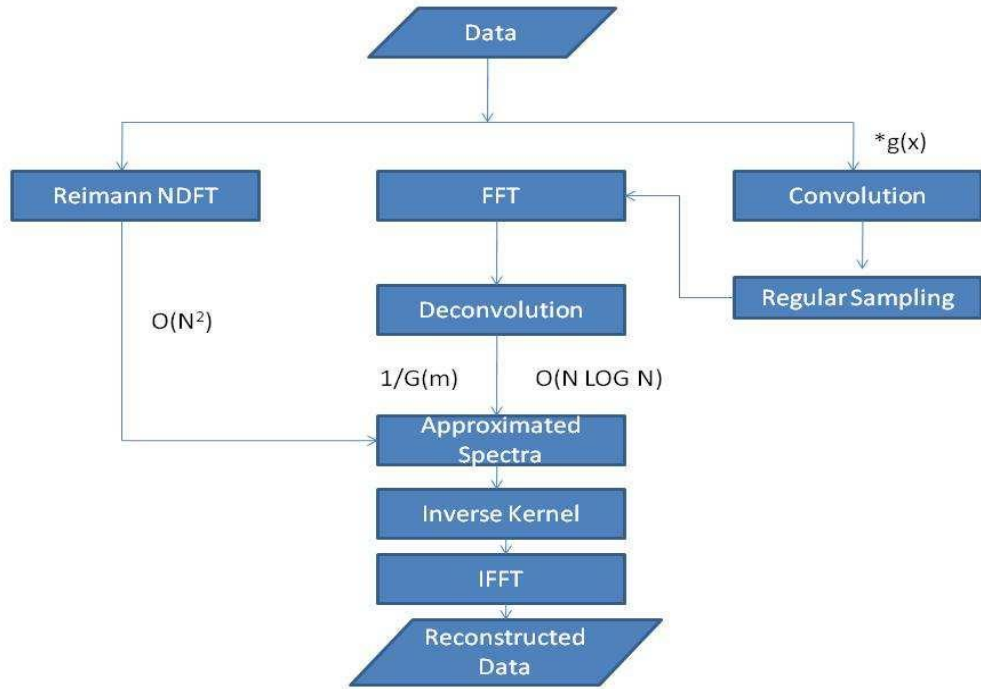 Data
*g(x)
Reimann NDFT
FFT
Convolution
Regular Sampling
Deconvolution
O(N²)
1/G(m)
O(N LOG N)
Approximated
Spectra
Inverse Kernel
IFFT
Reconstructed
Data